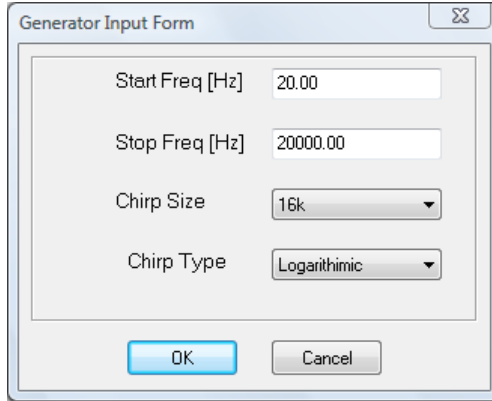 Generator Input Form
Start Freq [Hz] 20.00
Stop Freq [Hz] 20000.00
Chirp Size 16k
Chirp Type Logarithimic
OK Cancel